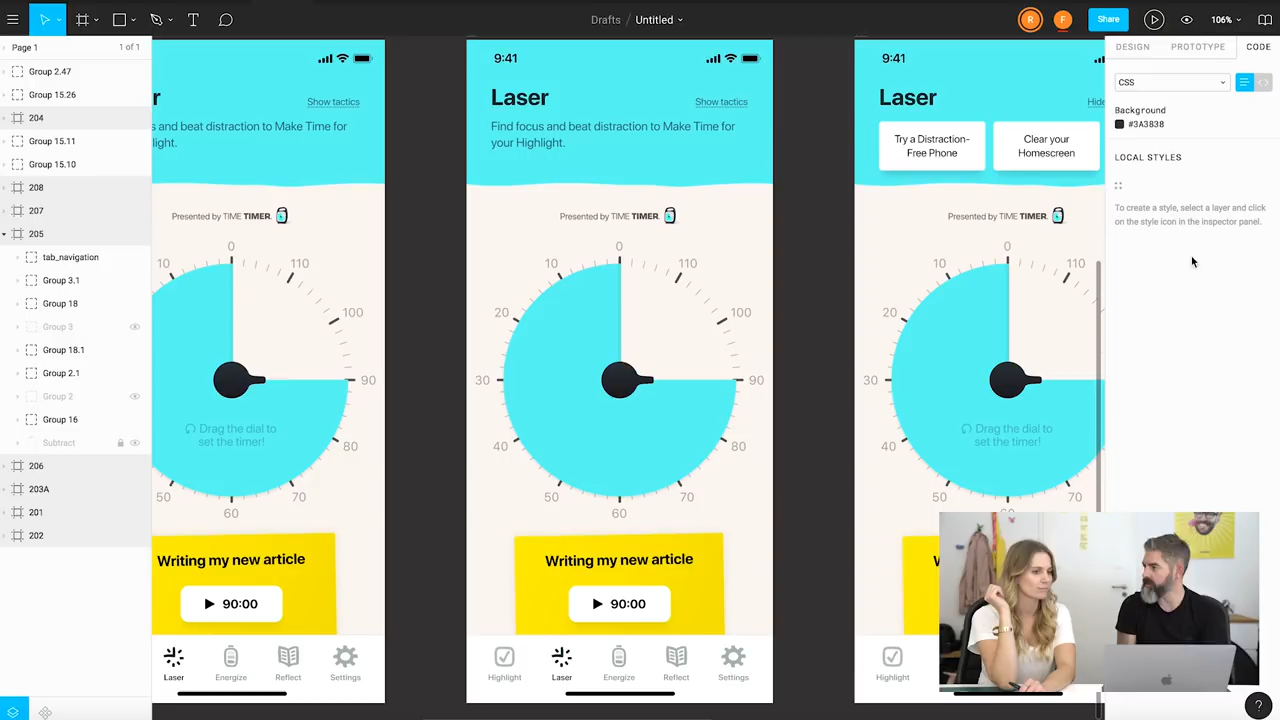 Drafts / Untitled
R
F
Share
106%
Page 1
1 of 1
Group 2.47
Group 15.26
204
Group 15.11
Group 15.10
208
207
205
tab_navigation
Group 3.1
Group 18
Group 3
Group 18.1
Group 2.1
Group 2
Group 16
Subtract
206
203A
201
202
r
Show tactics
s and beat distraction to Make Time for
light.
Presented by TIME TIMER.
0
10
110
100
90
80
70
60
50
Drag the dial to
set the timer!
Writing my new article
90:00
Laser
Energize
Reflect
Settings
9:41
Laser
Show tactics
Find focus and beat distraction to Make Time for
your Highlight.
Presented by TIME TIMER.
0
10
110
20
100
30
90
40
80
50
70
60
Writing my new article
90:00
Highlight
Laser
Energize
Reflect
Settings
9:41
Laser
Hide
Try a Distraction-
Free Phone
Clear your
Homescreen
Presented by TIME TIMER.
0
10
110
20
100
30
90
40
80
50
70
60
W
Highlight
DESIGN
PROTOTYPE
CODE
CSS
Background
#3A3838
LOCAL STYLES
To create a style, select a layer and click
on the style icon in the inspector panel.
?